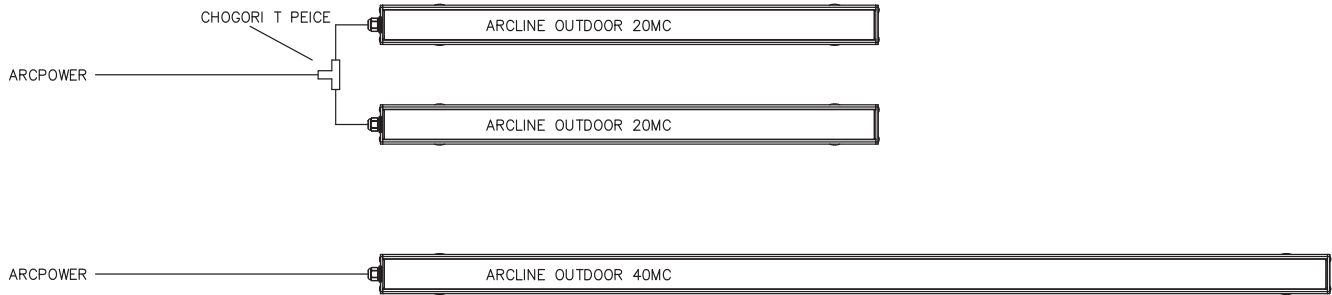 CHOGORI T PEICE
ARCLINE OUTDOOR 20MC
ARCPOWER
ARCLINE OUTDOOR 20MC
ARCPOWER
ARCLINE OUTDOOR 40MC